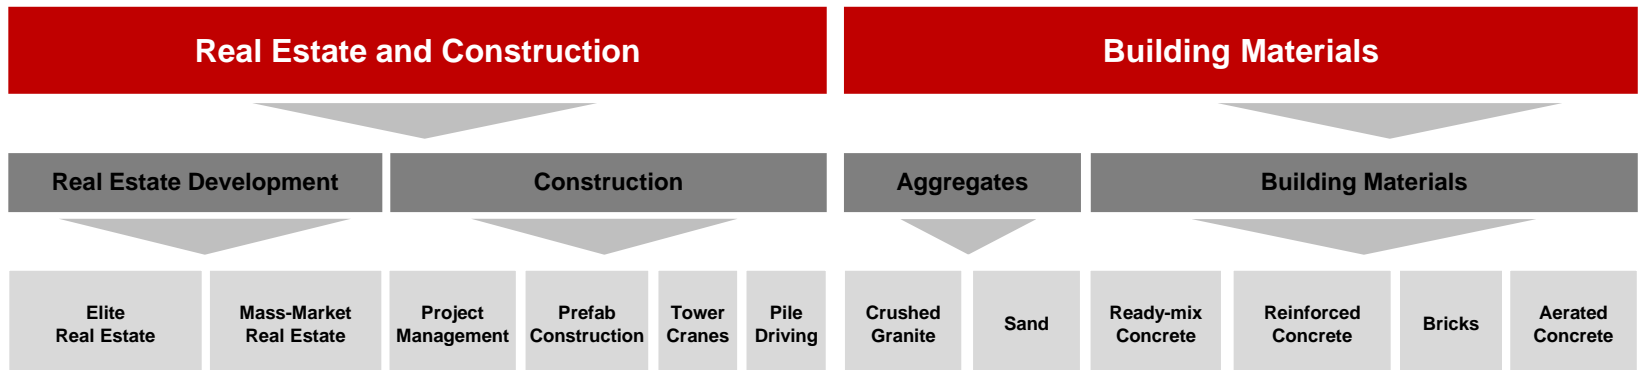 Real Estate and Construction
Building Materials
Real Estate Development
Construction
Aggregates
Building Materials
Elite
Real Estate
Mass-Market
Real Estate
Project
Management
Prefab
Construction
Tower
Cranes
Pile
Driving
Crushed
Granite
Sand
Ready-mix
Concrete
Reinforced
Concrete
Bricks
Aerated
Concrete